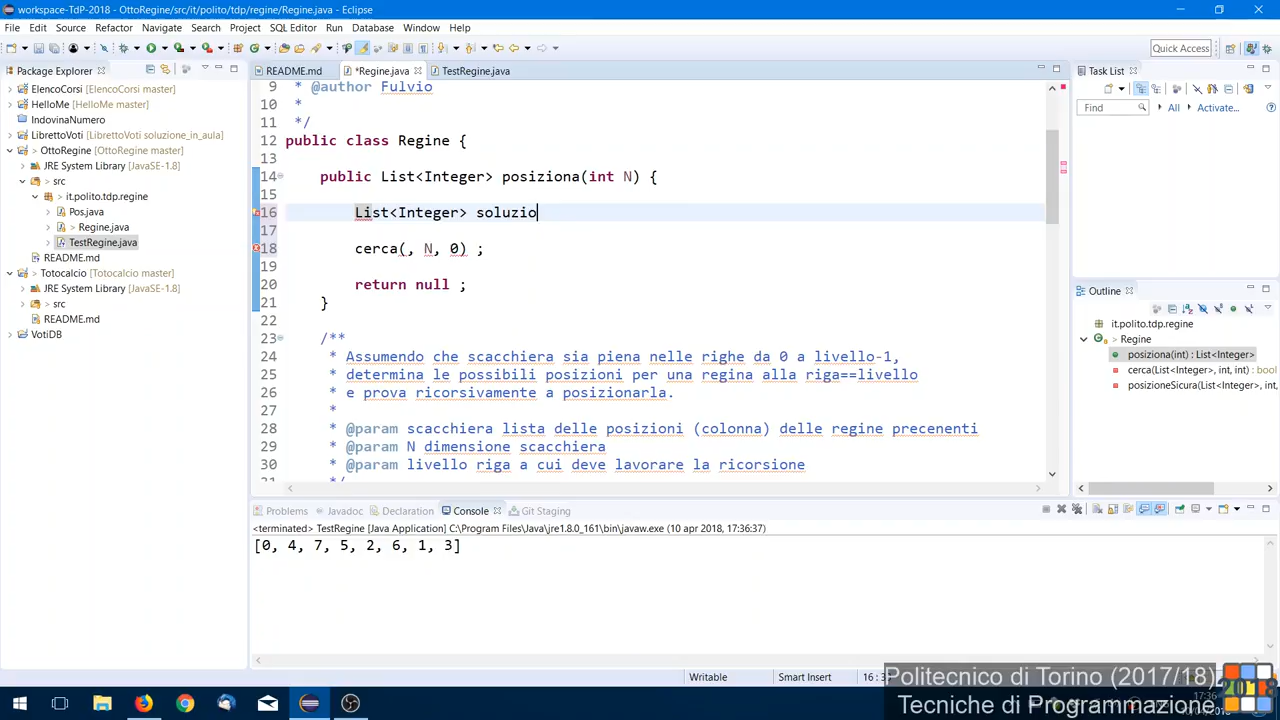 workspace-TdP-2018 - OttoRegine/src/it/polito/tdp/regine/Regine.java - Eclipse
File Edit Source Refactor Navigate Search Project SQL Editor Run Database Window Help
Quick Access
Package Explorer
ElencoCorsi [ElencoCorsi master]
HelloMe [HelloMe master]
IndovinaNumero
LibrettoVoti [LibrettoVoti soluzione_in_aula]
OttoRegine [OttoRegine master]
JRE System Library [JavaSE-1.8]
src
it.polito.tdp.regine
Pos.java
> Regine.java
TestRegine.java
README.md
Totocalcio [Totocalcio master]
JRE System Library [JavaSE-1.8]
src
README.md
VotiDB
README.md *Regine.java TestRegine.java
9 * @author Fulvio
10 *
11 */
12 public class Regine {
13
14 public List<Integer> posiziona(int N) {
15
16 List<Integer> soluzio
17
18 cerca(, N, 0) ;
19
20 return null ;
21 }
22
23 /**
24 * Assumendo che scacchiera sia piena nelle righe da 0 a livello-1,
25 * determina le possibili posizioni per una regina alla riga==livello
26 * e prova ricorsivamente a posizionarla.
27 *
28 * @param scacchiera lista delle posizioni (colonna) delle regine precenenti
29 * @param N dimensione scacchiera
30 * @param livello riga a cui deve lavorare la ricorsione
Task List
Find All Activate...
Outline
it.polito.tdp.regine
Regine
posiziona(int) : List<Integer>
cerca(List<Integer>, int, int) : bool
posizioneSicura(List<Integer>, int,
Problems Javadoc Declaration Console Git Staging
<terminated> TestRegine [Java Application] C:\Program Files\Java\jre1.8.0_161\bin\javaw.exe (10 apr 2018, 17:36:37)
[0, 4, 7, 5, 2, 6, 1, 3]
Writable Smart Insert 16 : 3
Politecnico di Torino (2017/18)
Tecniche di Programmazione
2018